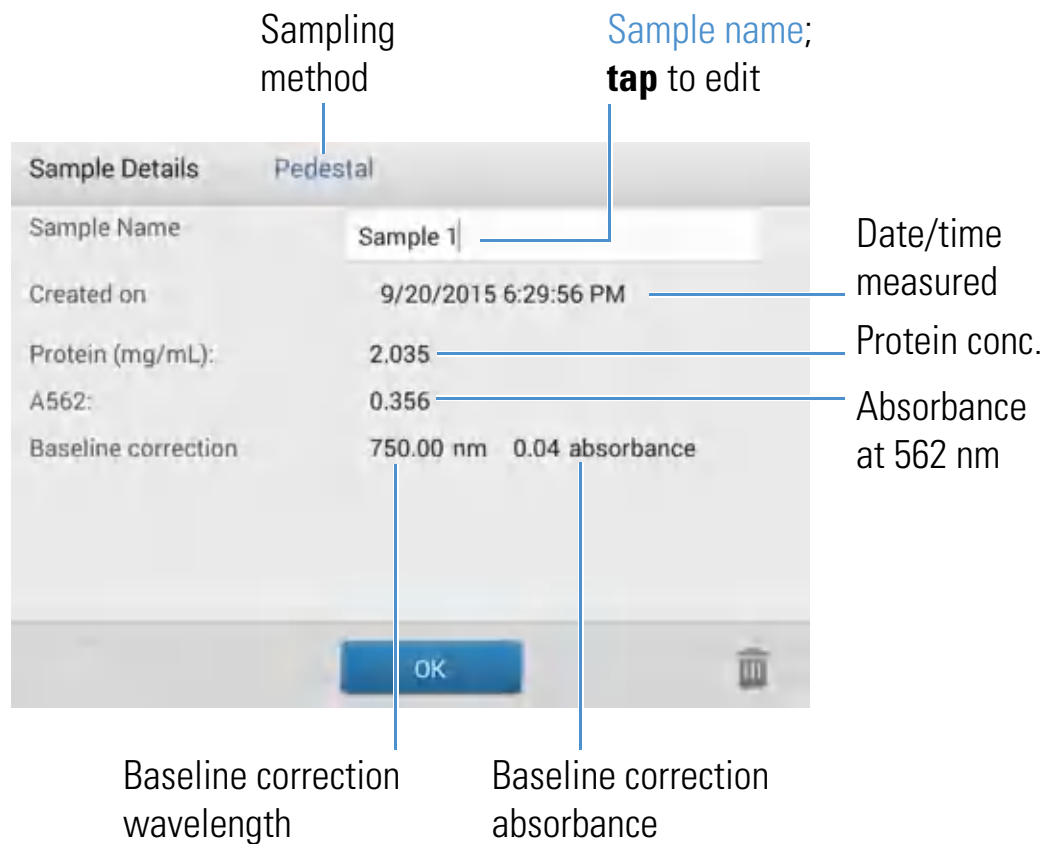 Sampling
method
Sample name;
tap to edit
Sample Details Pedestal
Sample Name Sample 1
Created on 9/20/2015 6:29:56 PM
Protein (mg/mL): 2.035
A562: 0.356
Baseline correction 750.00 nm 0.04 absorbance
OK
Date/time
measured
Protein conc.
Absorbance
at 562 nm
Baseline correction
wavelength
Baseline correction
absorbance